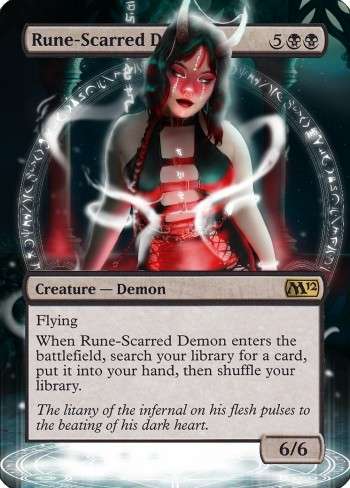 Rune-Scarred D 5
Creature — Demon M12
Flying
When Rune-Scarred Demon enters the
battlefield, search your library for a card,
put it into your hand, then shuffle your
library.
The litany of the infernal on his flesh pulses to
the beating of his dark heart.
6/6